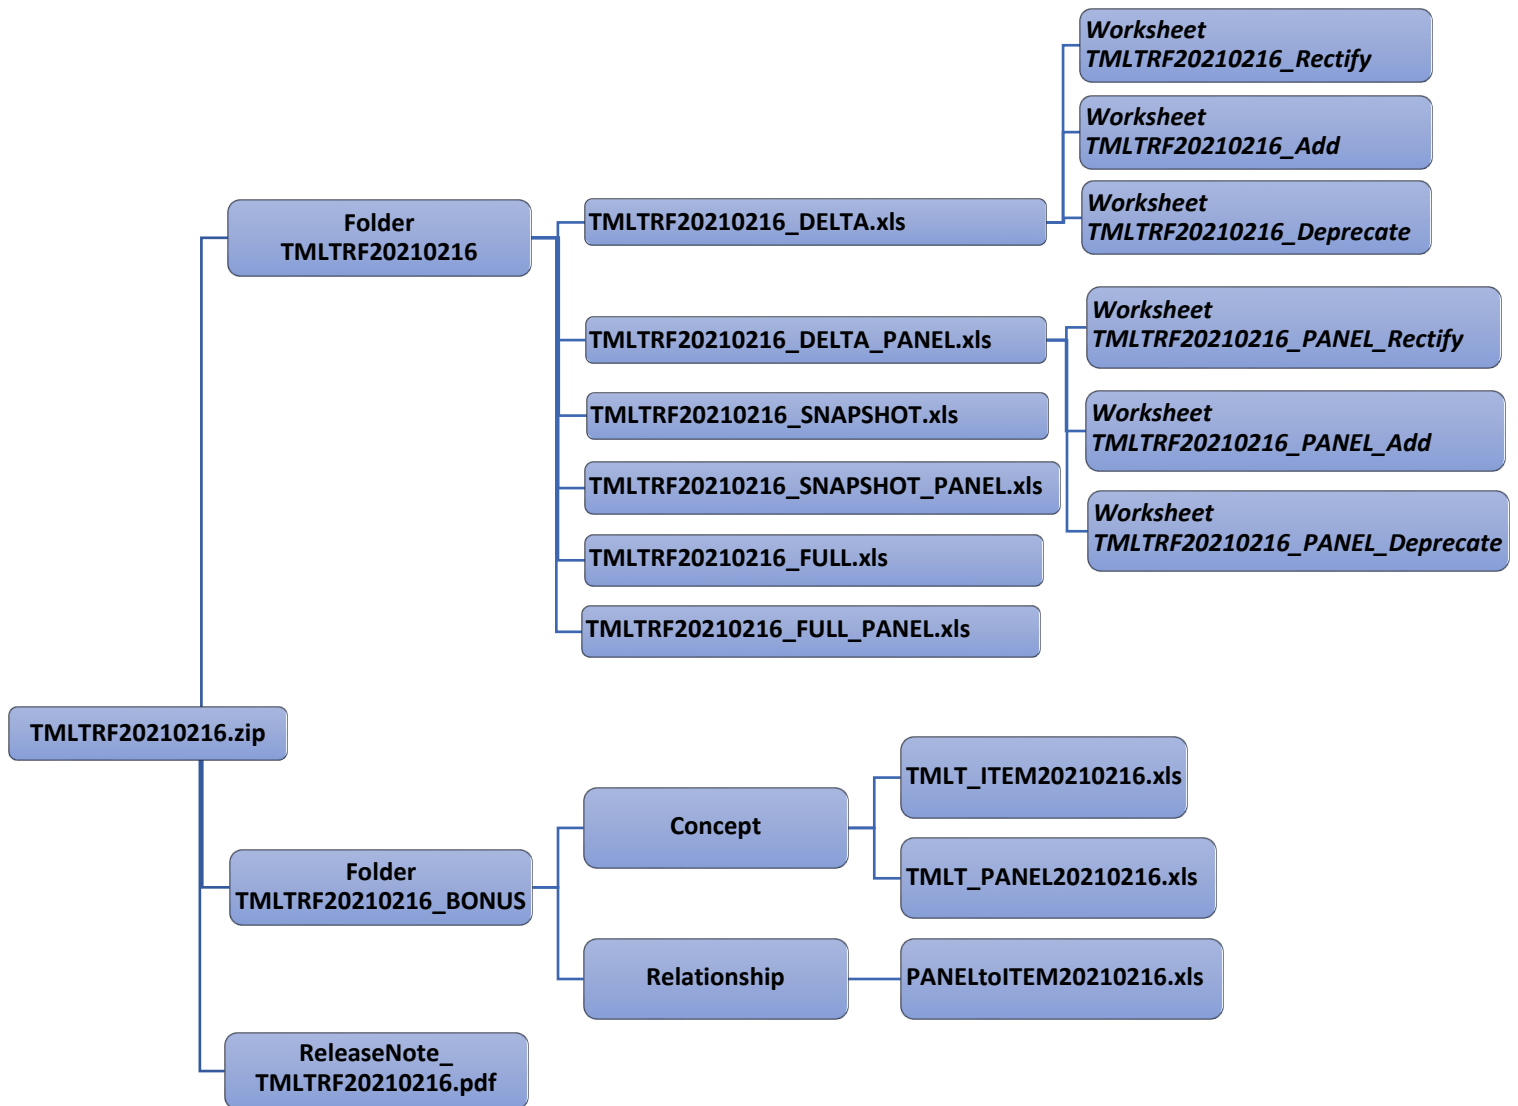 Worksheet
TMLTRF20210216_Rectify
Worksheet
TMLTRF20210216_Add
Worksheet
TMLTRF20210216_Deprecate
Folder
TMLTRF20210216
TMLTRF20210216_DELTA.xls
TMLTRF20210216_DELTA_PANEL.xls
Worksheet
TMLTRF20210216_PANEL_Rectify
Worksheet
TMLTRF20210216_PANEL_Add
Worksheet
TMLTRF20210216_PANEL_Deprecate
TMLTRF20210216_SNAPSHOT.xls
TMLTRF20210216_SNAPSHOT_PANEL.xls
TMLTRF20210216_FULL.xls
TMLTRF20210216_FULL_PANEL.xls
TMLTRF20210216.zip
Folder
TMLTRF20210216_BONUS
Concept
TMLT_ITEM20210216.xls
TMLT_PANEL20210216.xls
Relationship
PANELtoITEM20210216.xls
ReleaseNote_
TMLTRF20210216.pdf